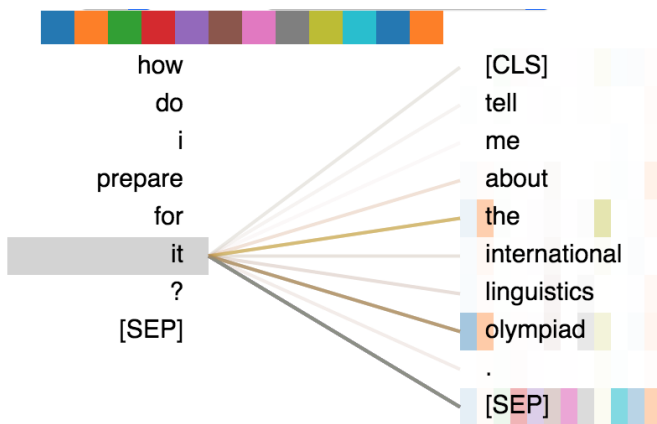 how
do
i
prepare
for
it
?
[SEP]
[CLS]
tell
me
about
the
international
linguistics
olympiad
.
[SEP]